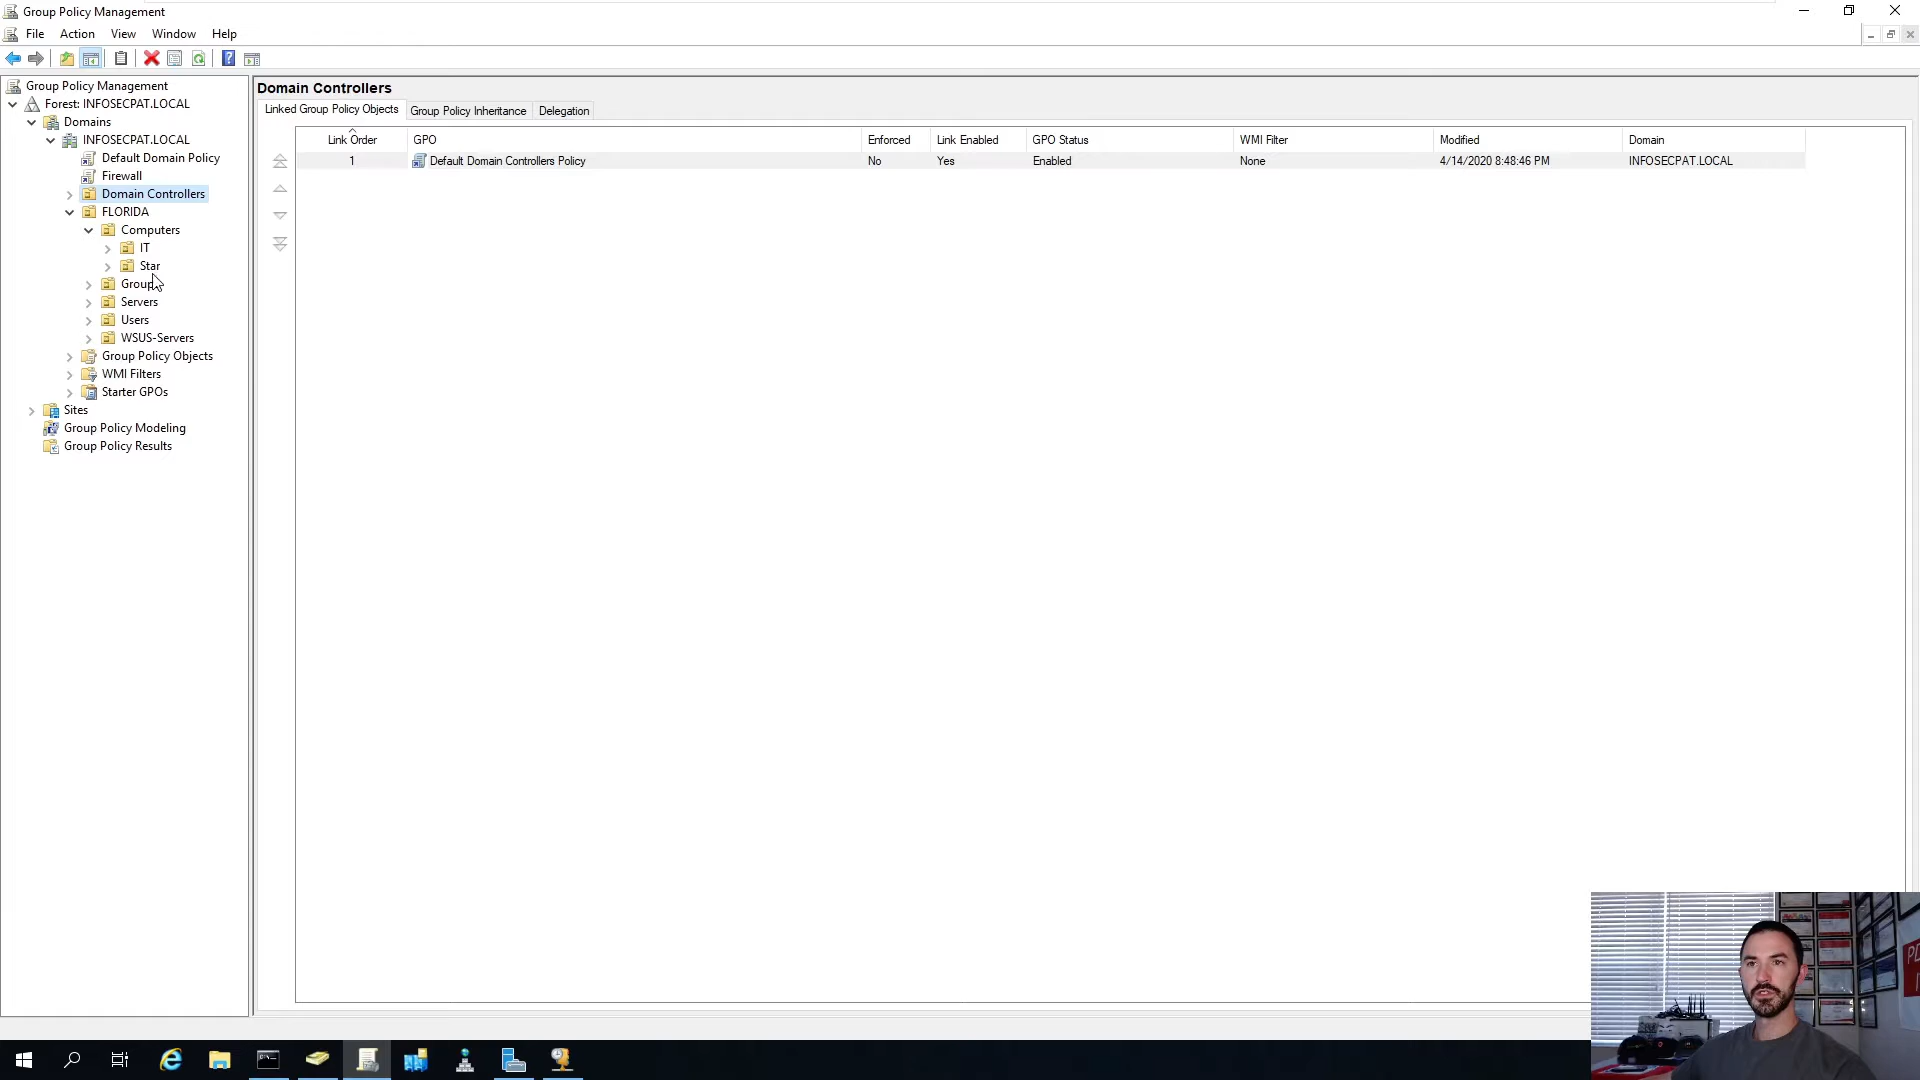 Group Policy Management
File Action View Window Help
Group Policy Management
Forest: INFOSECPAT.LOCAL
Domains
INFOSECPAT.LOCAL
Default Domain Policy
Firewall
Domain Controllers
FLORIDA
Computers
IT
Star
Group
Servers
Users
WSUS-Servers
Group Policy Objects
WMI Filters
Starter GPOs
Sites
Group Policy Modeling
Group Policy Results
Domain Controllers
Linked Group Policy Objects Group Policy Inheritance Delegation
Link Order GPO Enforced Link Enabled GPO Status WMI Filter Modified Domain
1 Default Domain Controllers Policy No Yes Enabled None 4/14/2020 8:48:46 PM INFOSECPAT.LOCAL